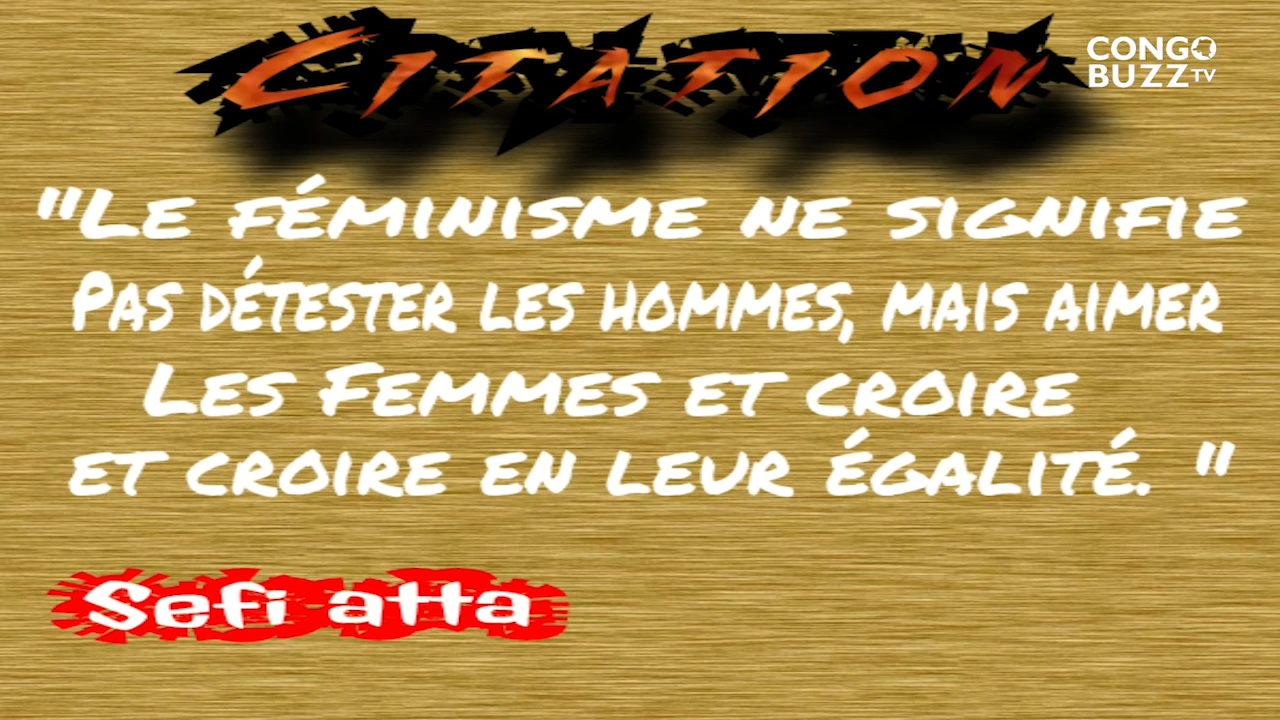 Citation
CONGO
BUZZ TV
"Le féminisme ne signifie
Pas détester les hommes, mais aimer
Les Femmes et croire
et croire en leur égalité. "
Sefi atta